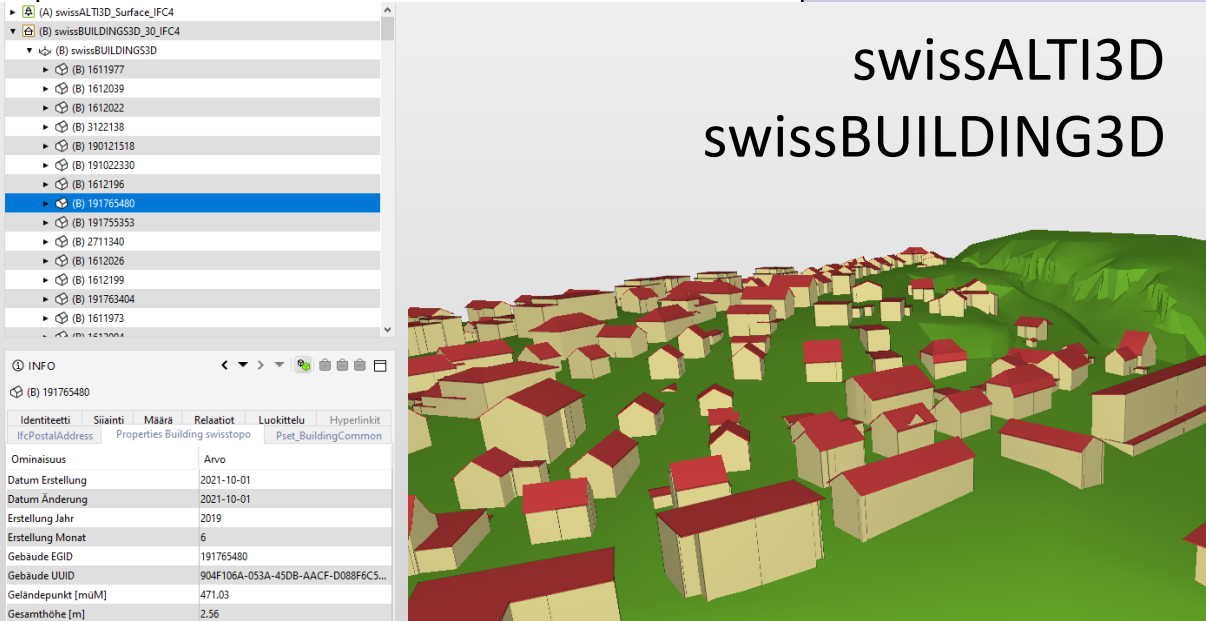 (A) swissALTI3D_Surface_IFC4
(B) swissBUILDINGS3D_30_IFC4
(B) swissBUILDINGS3D
(B) 1611977
(B) 1612039
(B) 1612022
(B) 3122138
(B) 190121518
(B) 191022330
(B) 1612196
(B) 191765480
(B) 191755353
(B) 2711340
(B) 1612026
(B) 1612199
(B) 191763404
(B) 1611973
swissALTI3D
swissBUILDING3D
INFO
(B) 191765480
Identiteetti Sijainti Määrä Relaatiot Luokittelu Hyperlinkit
IfcPostalAddress Properties Building swisstopo Pset_BuildingCommon
Ominaisuus Arvo
Datum Erstellung 2021-10-01
Datum Änderung 2021-10-01
Erstellung Jahr 2019
Erstellung Monat 6
Gebäude EGID 191765480
Gebäude UUID 904F106A-053A-45DB-AACF-D088F6C5...
Geländepunkt [müM] 471.03
Gesamthöhe [m] 2.56